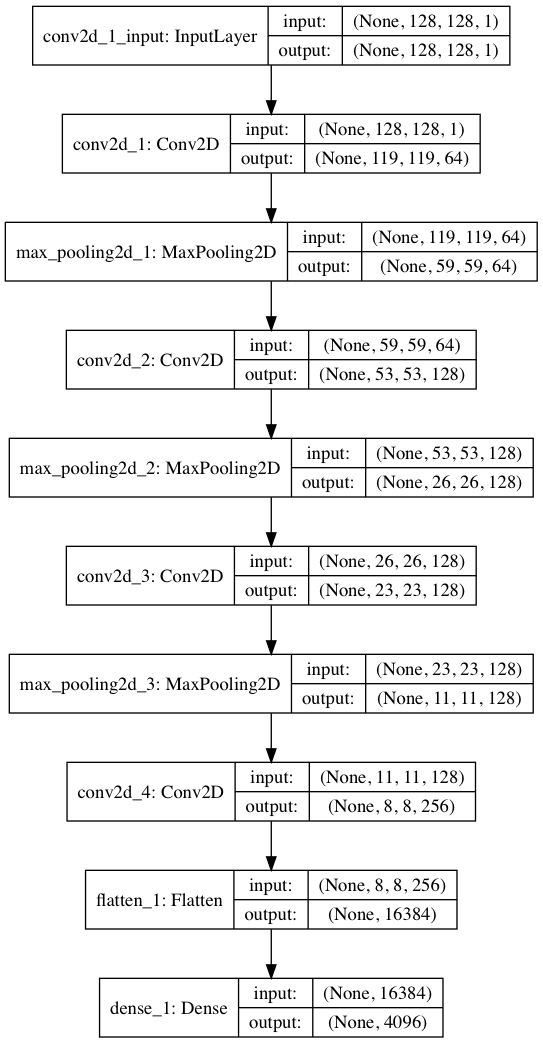 conv2d_1_input: InputLayer
input: (None, 128, 128, 1)
output: (None, 128, 128, 1)
conv2d_1: Conv2D
input: (None, 128, 128, 1)
output: (None, 119, 119, 64)
max_pooling2d_1: MaxPooling2D
input: (None, 119, 119, 64)
output: (None, 59, 59, 64)
conv2d_2: Conv2D
input: (None, 59, 59, 64)
output: (None, 53, 53, 128)
max_pooling2d_2: MaxPooling2D
input: (None, 53, 53, 128)
output: (None, 26, 26, 128)
conv2d_3: Conv2D
input: (None, 26, 26, 128)
output: (None, 23, 23, 128)
max_pooling2d_3: MaxPooling2D
input: (None, 23, 23, 128)
output: (None, 11, 11, 128)
conv2d_4: Conv2D
input: (None, 11, 11, 128)
output: (None, 8, 8, 256)
flatten_1: Flatten
input: (None, 8, 8, 256)
output: (None, 16384)
dense_1: Dense
input: (None, 16384)
output: (None, 4096)